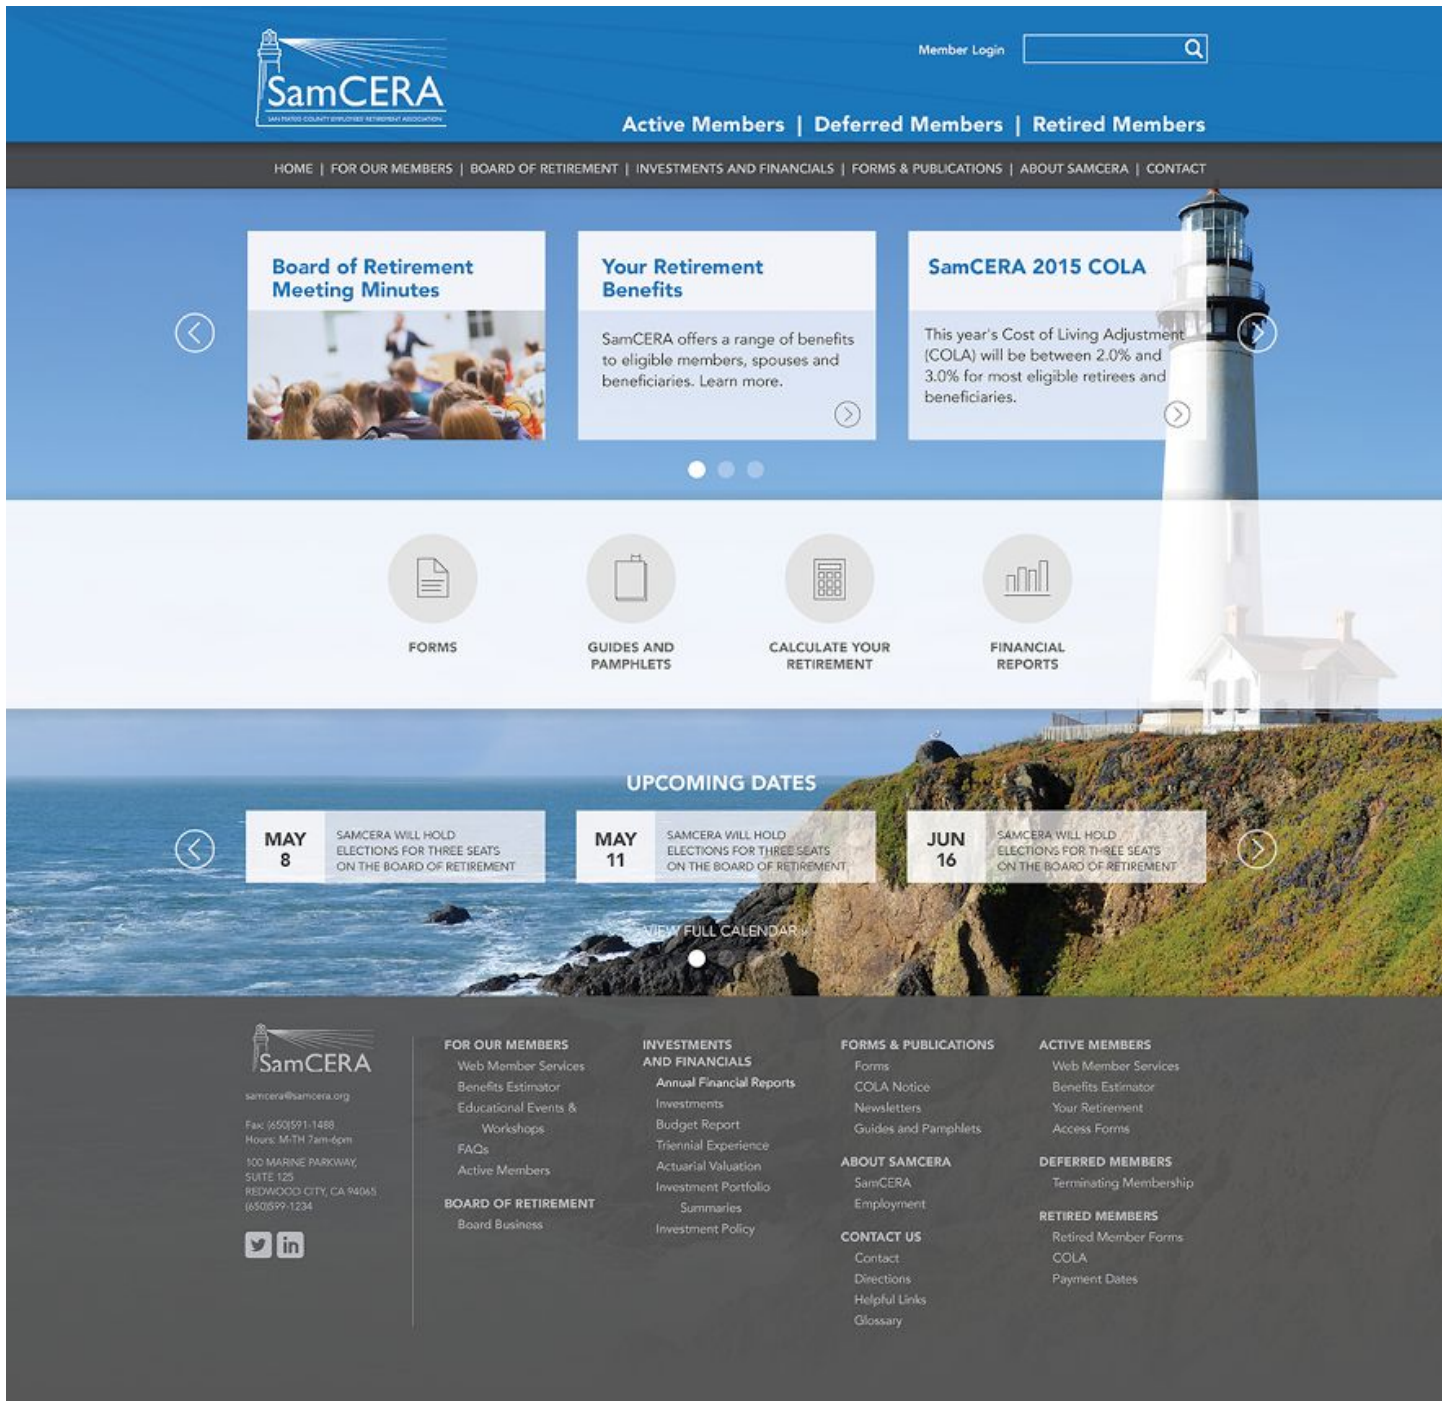 SamCERA
SAN MATEO COUNTY EMPLOYEES' RETIREMENT ASSOCIATION
Member Login
Active Members | Deferred Members | Retired Members
HOME | FOR OUR MEMBERS | BOARD OF RETIREMENT | INVESTMENTS AND FINANCIALS | FORMS & PUBLICATIONS | ABOUT SAMCERA | CONTACT
Board of Retirement
Meeting Minutes
Your Retirement
Benefits
SamCERA offers a range of benefits
to eligible members, spouses and
beneficiaries. Learn more.
SamCERA 2015 COLA
This year's Cost of Living Adjustment
(COLA) will be between 2.0% and
3.0% for most eligible retirees and
beneficiaries.
FORMS
GUIDES AND
PAMPHLETS
CALCULATE YOUR
RETIREMENT
FINANCIAL
REPORTS
UPCOMING DATES
MAY
8
SAMCERA WILL HOLD
ELECTIONS FOR THREE SEATS
ON THE BOARD OF RETIREMENT
MAY
11
SAMCERA WILL HOLD
ELECTIONS FOR THREE SEATS
ON THE BOARD OF RETIREMENT
JUN
16
SAMCERA WILL HOLD
ELECTIONS FOR THREE SEATS
ON THE BOARD OF RETIREMENT
VIEW FULL CALENDAR »
SamCERA
samcera@samcera.org
Fax: (650)591-1488
Hours: M-TH 7am-6pm
100 MARINE PARKWAY,
SUITE 125
REDWOOD CITY, CA 94065
(650)599-1234
in
FOR OUR MEMBERS
Web Member Services
Benefits Estimator
Educational Events &
Workshops
FAQs
Active Members
BOARD OF RETIREMENT
Board Business
INVESTMENTS
AND FINANCIALS
Annual Financial Reports
Investments
Budget Report
Triennial Experience
Actuarial Valuation
Investment Portfolio
Summaries
Investment Policy
FORMS & PUBLICATIONS
Forms
COLA Notice
Newsletters
Guides and Pamphlets
ABOUT SAMCERA
SamCERA
Employment
CONTACT US
Contact
Directions
Helpful Links
Glossary
ACTIVE MEMBERS
Web Member Services
Benefits Estimator
Your Retirement
Access Forms
DEFERRED MEMBERS
Terminating Membership
RETIRED MEMBERS
Retired Member Forms
COLA
Payment Dates